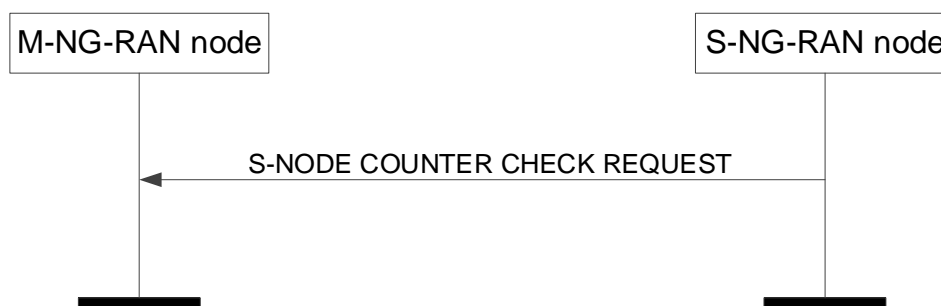 M-NG-RAN node
S-NG-RAN node
S-NODE COUNTER CHECK REQUEST